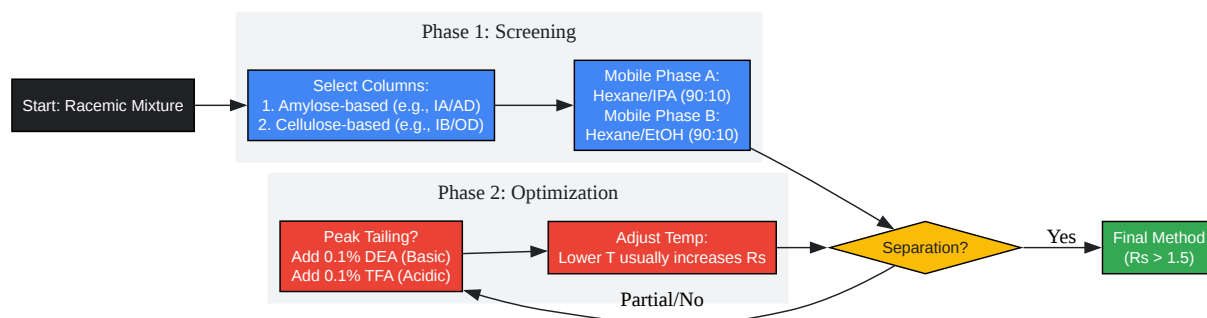 Phase 1: Screening
Start: Racemic Mixture
Select Columns:
1. Amylose-based (e.g., IA/AD)
2. Cellulose-based (e.g., IB/OD)
Mobile Phase A:
Hexane/IPA (90:10)
Mobile Phase B:
Hexane/EtOH (90:10)
Phase 2: Optimization
Peak Tailing?
Add 0.1% DEA (Basic)
Add 0.1% TFA (Acidic)
Adjust Temp:
Lower T usually increases Rs
Separation?
Yes
Final Method
(Rs > 1.5)
Partial/No